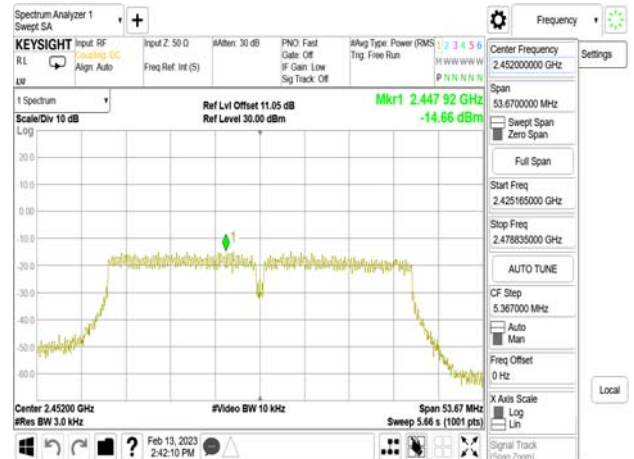 Spectrum Analyzer 1
Swept SA
Frequency
KEYSIGHT
RL
LV
Input: RF
Coupling: DC
Align: Auto
Input Z: 50 Ω
Freq Ref: Int (S)
#Atten: 30 dB
PNO: Fast
Gate: Off
IF Gain: Low
Sig Track: Off
#Avg Type: Power (RMS
Trig: Free Run
1 2 3 4 5 6
M W W W W W
P N N N N N
Center Frequency
2.452000000 GHz
Settings
1 Spectrum
Scale/Div 10 dB
Ref Lvl Offset 11.05 dB
Ref Level 30.00 dBm
Mkr1 2.447 92 GHz
-14.66 dBm
Log
20.0
10.0
0.00
-10.0
-20.0
-30.0
-40.0
-50.0
-60.0
1
Span
53.6700000 MHz
Swept Span
Zero Span
Full Span
Start Freq
2.425165000 GHz
Stop Freq
2.478835000 GHz
AUTO TUNE
CF Step
5.367000 MHz
Auto
Man
Freq Offset
0 Hz
X Axis Scale
Log
Lin
Local
Signal Track
(Span Zoom)
Center 2.45200 GHz
#Res BW 3.0 kHz
#Video BW 10 kHz
Span 53.67 MHz
Sweep 5.66 s (1001 pts)
?
Feb 13, 2023
2:42:10 PM